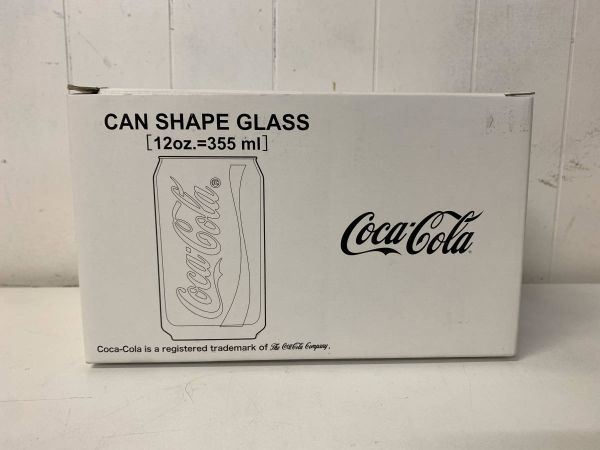 CAN SHAPE GLASS
[12oz.=355 ml]
Coca-Cola ®
Coca-Cola ®
Coca-Cola is a registered trademark of The Coca-Cola Company.